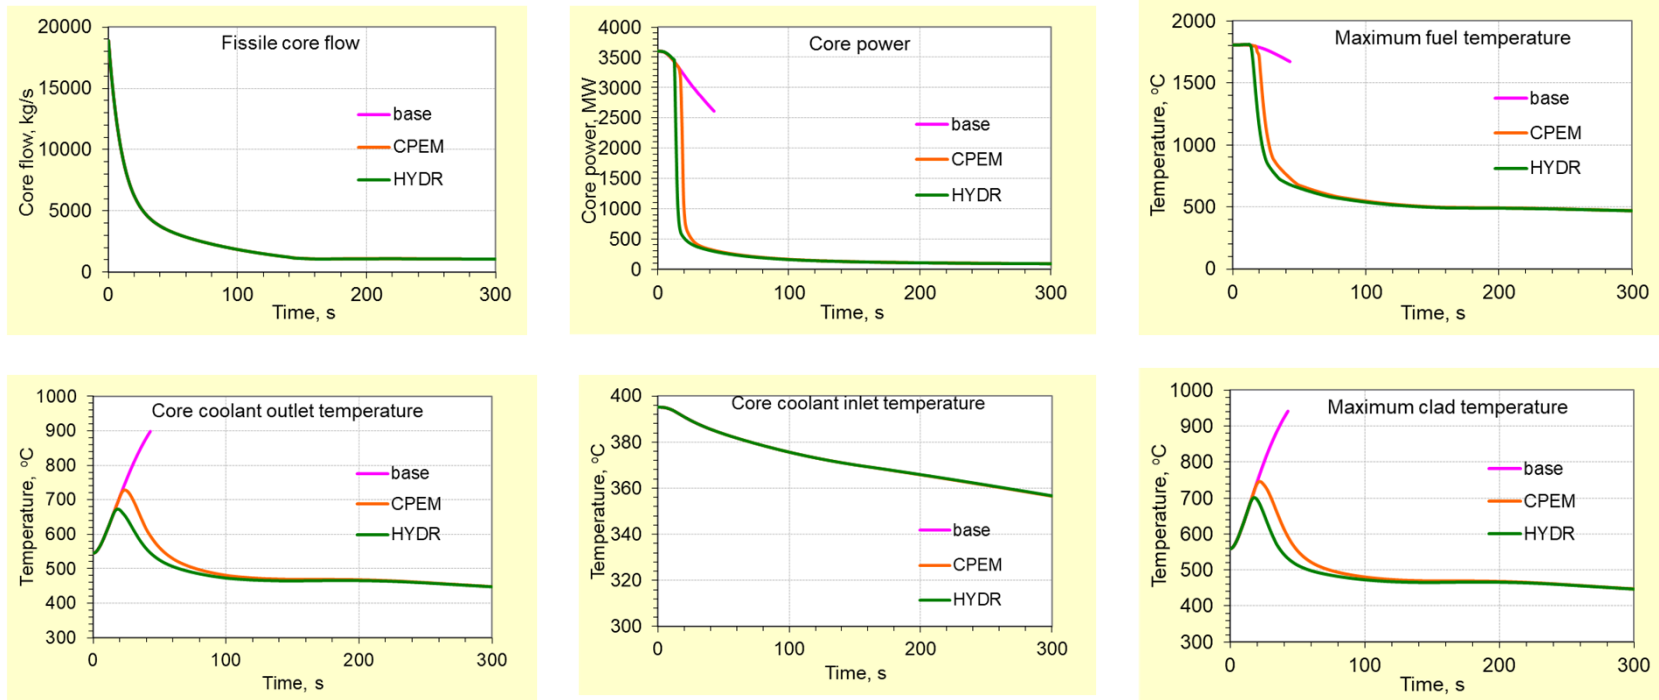 Fissile core flow
20000
15000
10000
5000
0
Core flow, kg/s
base
CPEM
HYDR
0 100 200 300
Time, s
Core power
4000
3500
3000
2500
2000
1500
1000
500
0
Core power, MW
base
CPEM
HYDR
0 100 200 300
Time, s
Maximum fuel temperature
2000
1500
1000
500
0
Temperature, °C
base
CPEM
HYDR
0 100 200 300
Time, s
Core coolant outlet temperature
1000
900
800
700
600
500
400
300
Temperature, °C
base
CPEM
HYDR
0 100 200 300
Time, s
Core coolant inlet temperature
400
380
360
340
320
300
Temperature, °C
base
CPEM
HYDR
0 100 200 300
Time, s
Maximum clad temperature
1000
900
800
700
600
500
400
300
Temperature, °C
base
CPEM
HYDR
0 100 200 300
Time, s